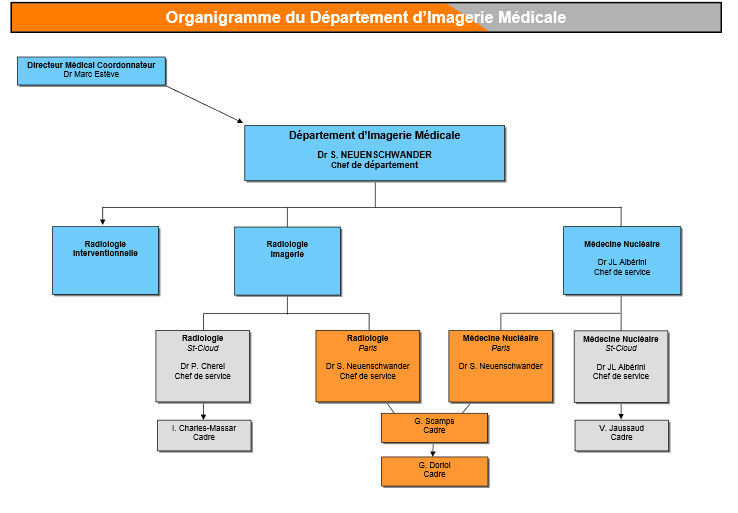 Organigramme du Département d'Imagerie Médicale
Directeur Médical Coordonnateur
Dr Marc Estève
Département d'Imagerie Médicale
Dr S. NEUENSCHWANDER
Chef de département
Radiologie
Interventionnelle
Radiologie
Imagerie
Médecine Nucléaire
Dr JL Albérini
Chef de service
Radiologie
St-Cloud
Dr P. Cherel
Chef de service
Radiologie
Paris
Dr S. Neuenschwander
Chef de service
Médecine Nucléaire
Paris
Dr S. Neuenschwander
Médecine Nucléaire
St-Cloud
Dr JL Albérini
Chef de service
I. Charles-Massar
Cadre
G. Scamps
Cadre
V. Jaussaud
Cadre
G. Doriol
Cadre